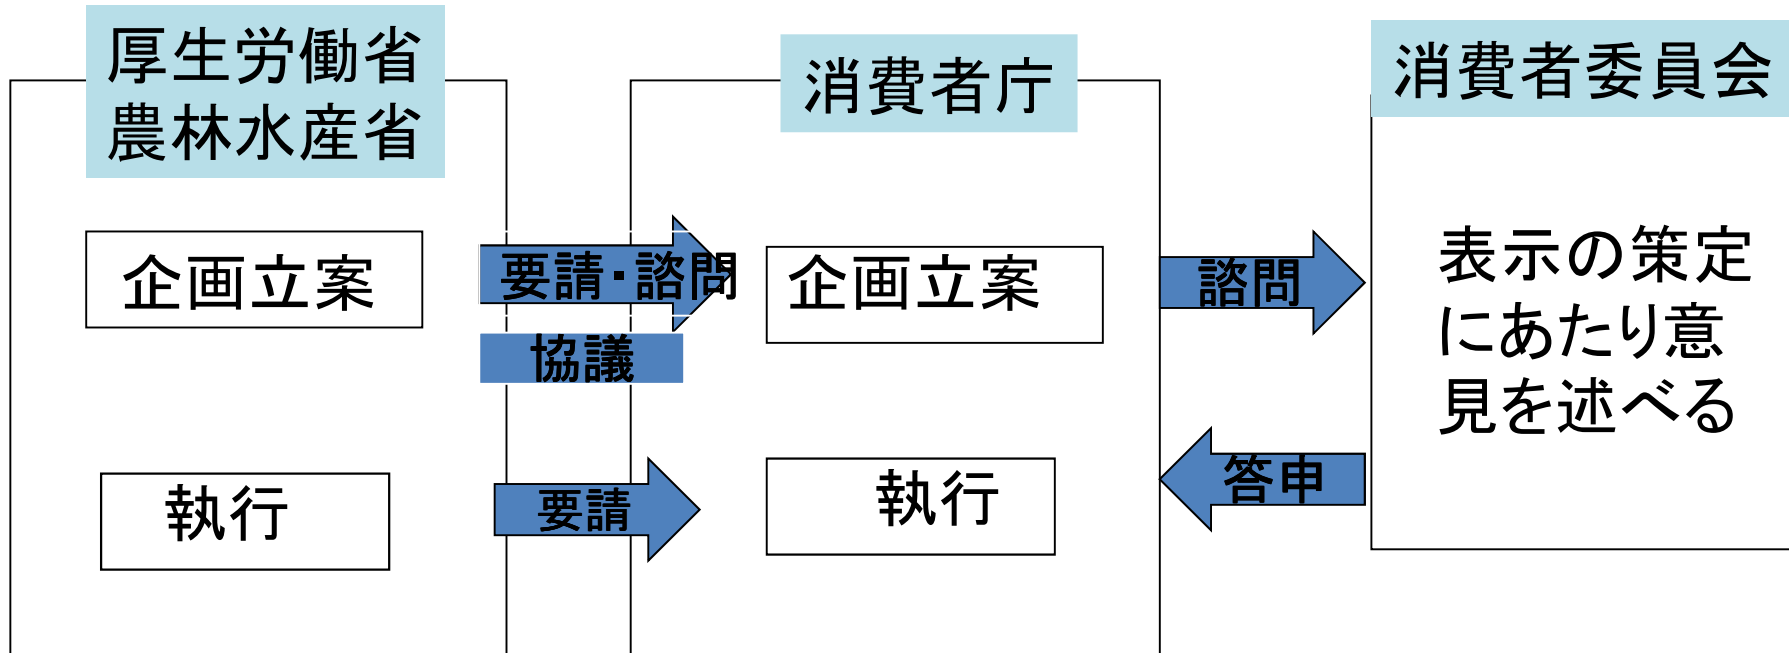 厚生労働省
農林水産省
消費者庁
消費者委員会
企画立案
要請・諮問
協議
企画立案
諮問
表示の策定
にあたり意
見を述べる
執行
要請
執行
答申